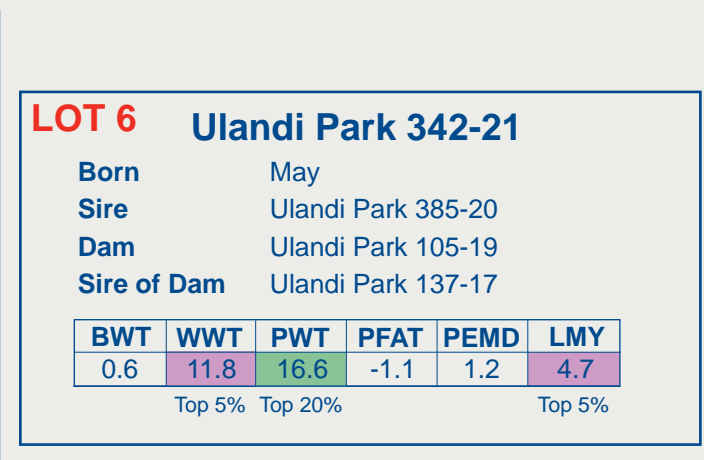 LOT 6 Ulandi Park 342-21
Born May
Sire Ulandi Park 385-20
Dam Ulandi Park 105-19
Sire of Dam Ulandi Park 137-17
BWT WWT PWT PFAT PEMD LMY
0.6 11.8 16.6 -1.1 1.2 4.7
Top 5% Top 20% Top 5%